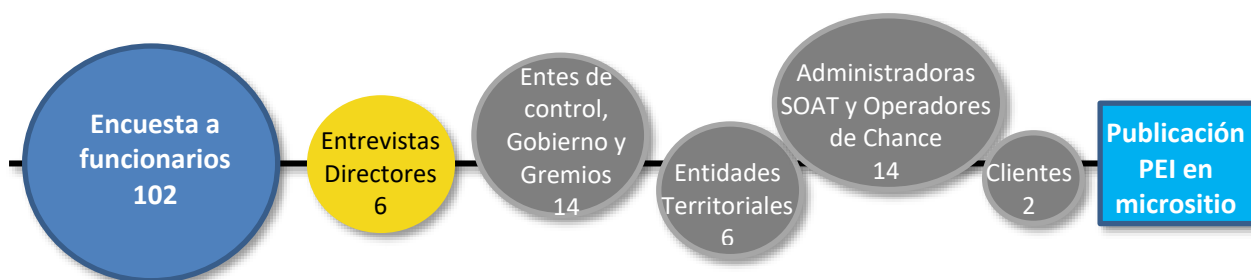 Encuesta a
funcionarios
102
Entrevistas
Directores
6
Entes de
control,
Gobierno y
Gremios
14
Entidades
Territoriales
6
Administradoras
SOAT y Operadores
de Chance
14
Clientes
2
Publicación
PEI en
micrositio